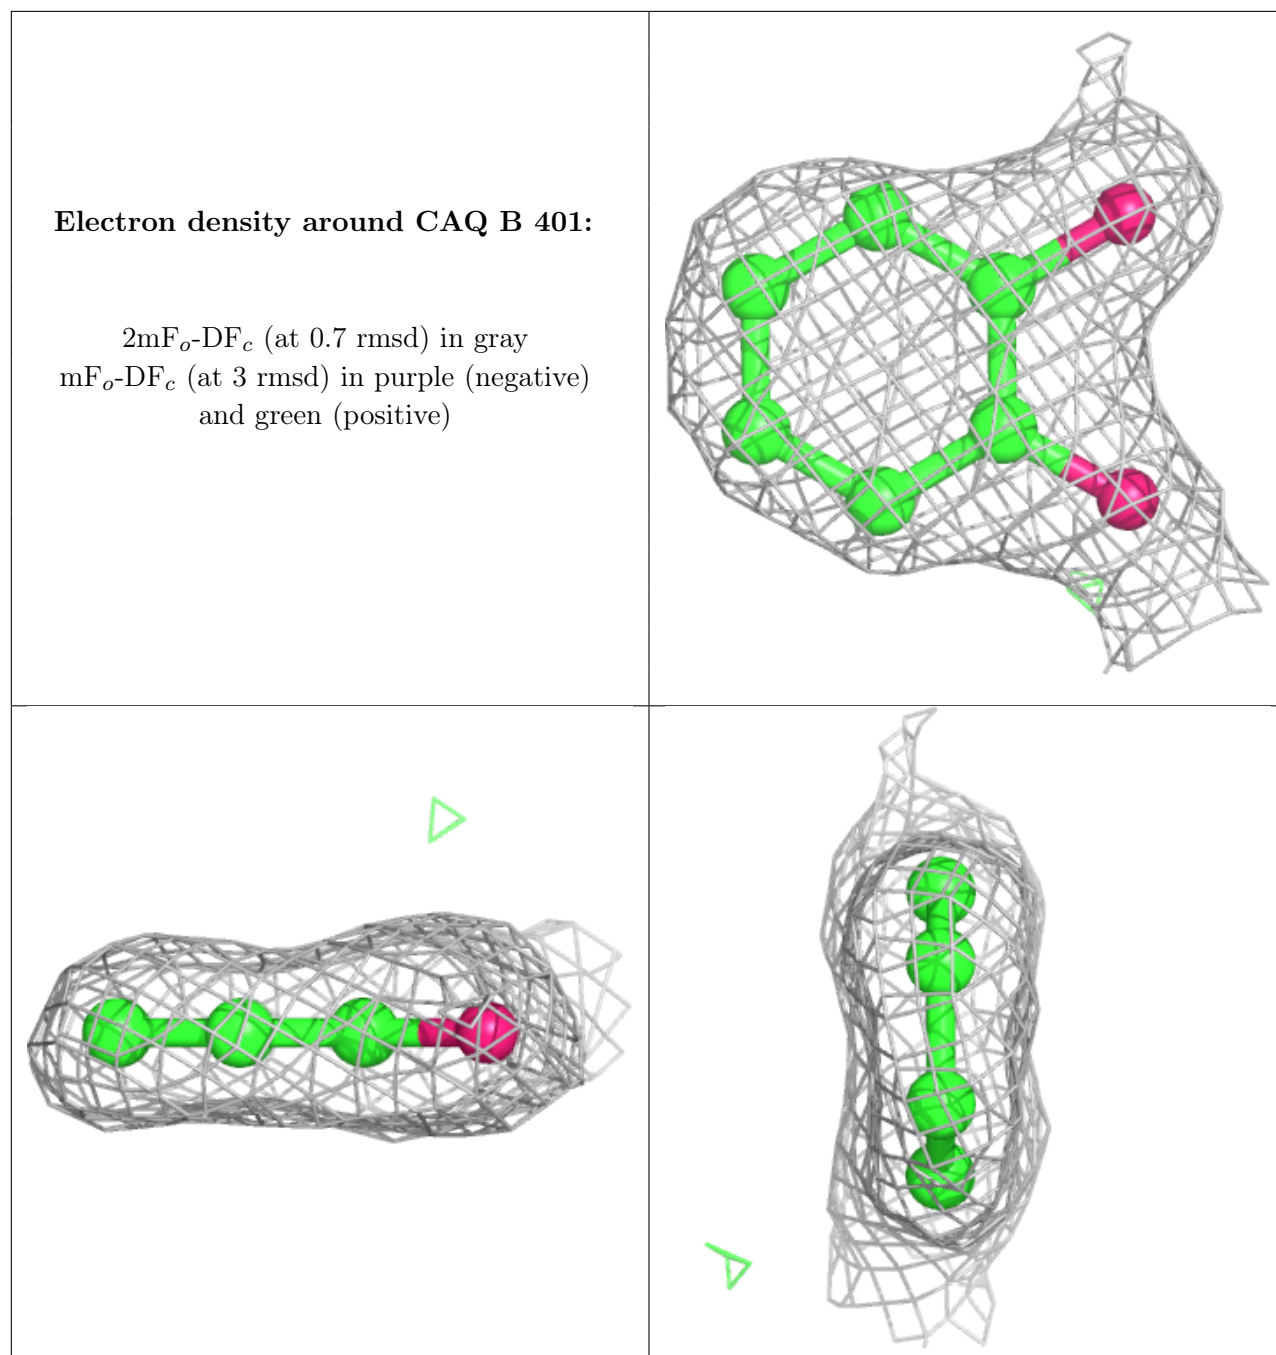 Electron density around CAQ B 401:
2mFₒ-DF𝒸 (at 0.7 rmsd) in gray
mFₒ-DF𝒸 (at 3 rmsd) in purple (negative)
and green (positive)